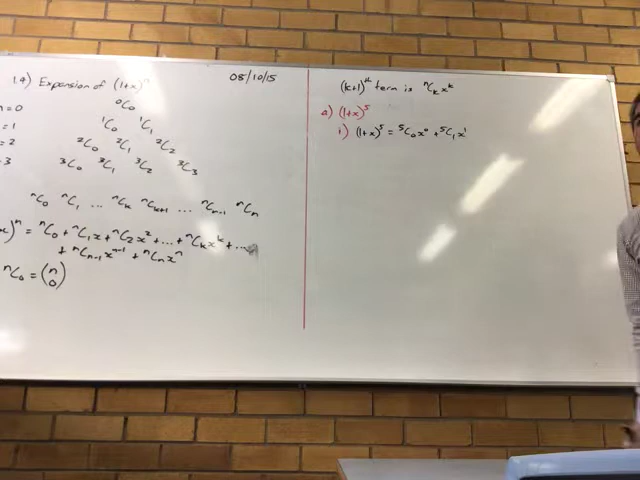 1.4) Expansion of (1+x)ⁿ 08/10/15
n=0 ⁰C₀
=1 ¹C₀ ¹C₁
=2 ²C₀ ²C₁ ²C₂
=3 ³C₀ ³C₁ ³C₂ ³C₃
ⁿC₀ ⁿC₁ ... ⁿCₖ ⁿCₖ₊₁ ... ⁿCₙ₋₁ ⁿCₙ
x)ⁿ = ⁿC₀ + ⁿC₁x + ⁿC₂x² + ... + ⁿCₖxᵏ + ...
+ ⁿCₙ₋₁xⁿ⁻¹ + ⁿCₙxⁿ
ⁿC₀ = (n 0)
(k+1)ᵗʰ term is ⁿCₖxᵏ
a) (1+x)⁵
i) (1+x)⁵ = ⁵C₀x⁰ + ⁵C₁x¹